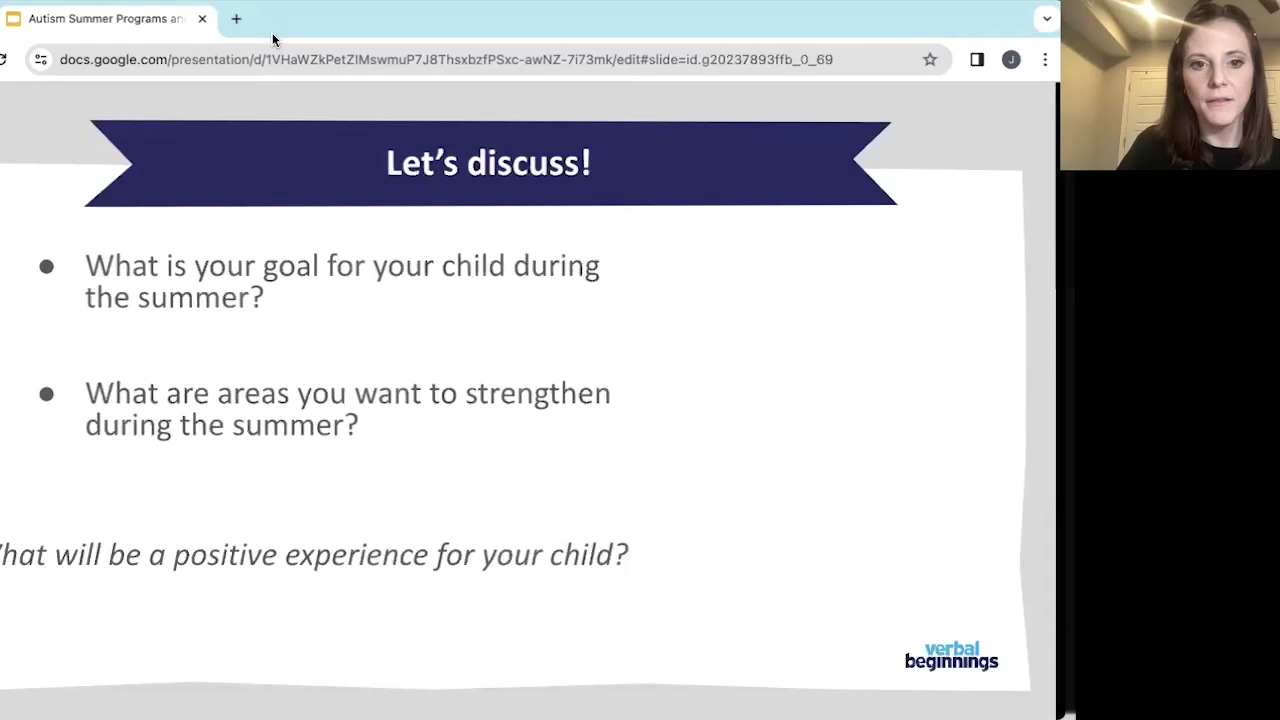 Autism Summer Programs an
docs.google.com/presentation/d/1VHaWZkPetZIMswmuP7J8ThsxbzfPSxc-awNZ-7i73mk/edit#slide=id.g20237893ffb_0_69
J
Let's discuss!
● What is your goal for your child during
the summer?
● What are areas you want to strengthen
during the summer?
hat will be a positive experience for your child?
verbal
beginnings